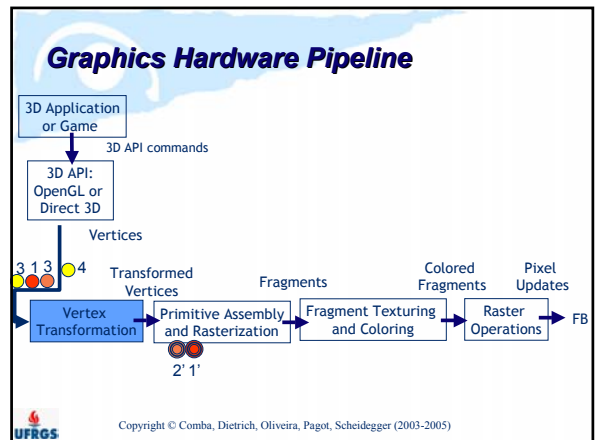 Graphics Hardware Pipeline
3D Application
or Game
3D API commands
3D API:
OpenGL or
Direct 3D
Vertices
3 1 3 4
Transformed
Vertices
Fragments
Colored
Fragments
Pixel
Updates
Vertex
Transformation
Primitive Assembly
and Rasterization
Fragment Texturing
and Coloring
Raster
Operations
FB
2' 1'
UFRGS
Copyright © Comba, Dietrich, Oliveira, Pagot, Scheidegger (2003-2005)